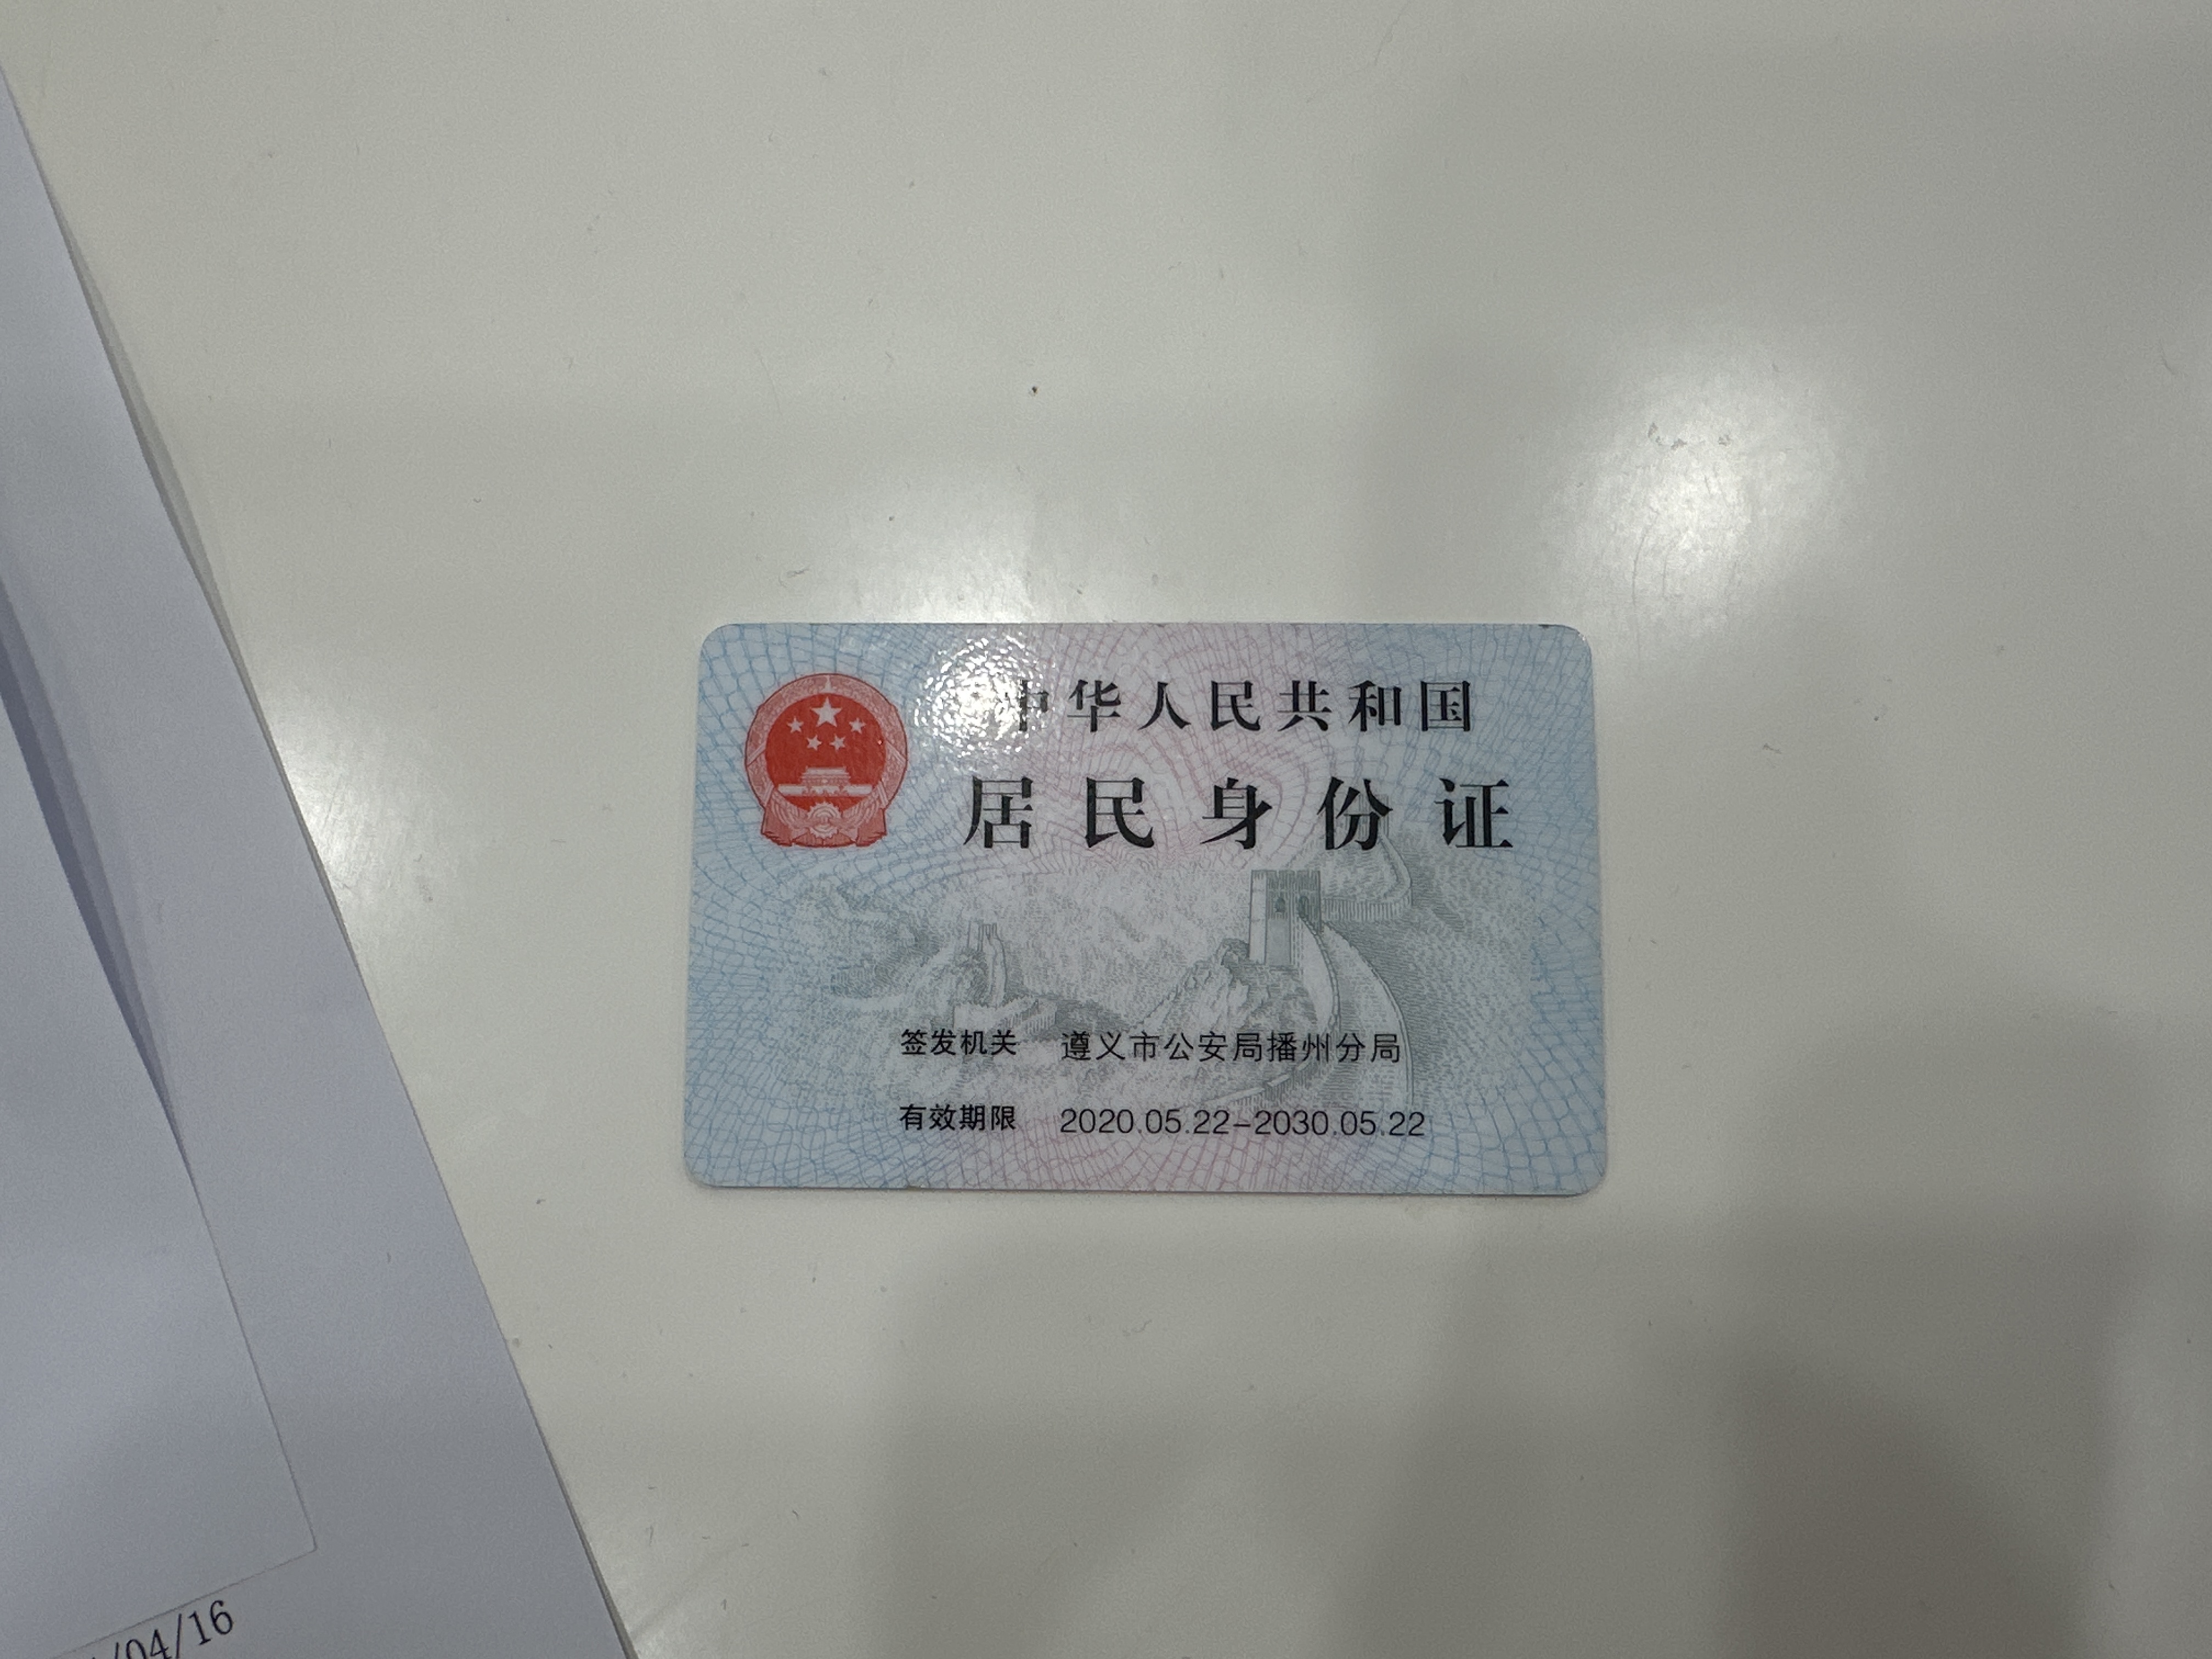 中华人民共和国
居民身份证
签发机关 遵义市公安局播州分局
有效期限 2020.05.22-2030.05.22
/04/16